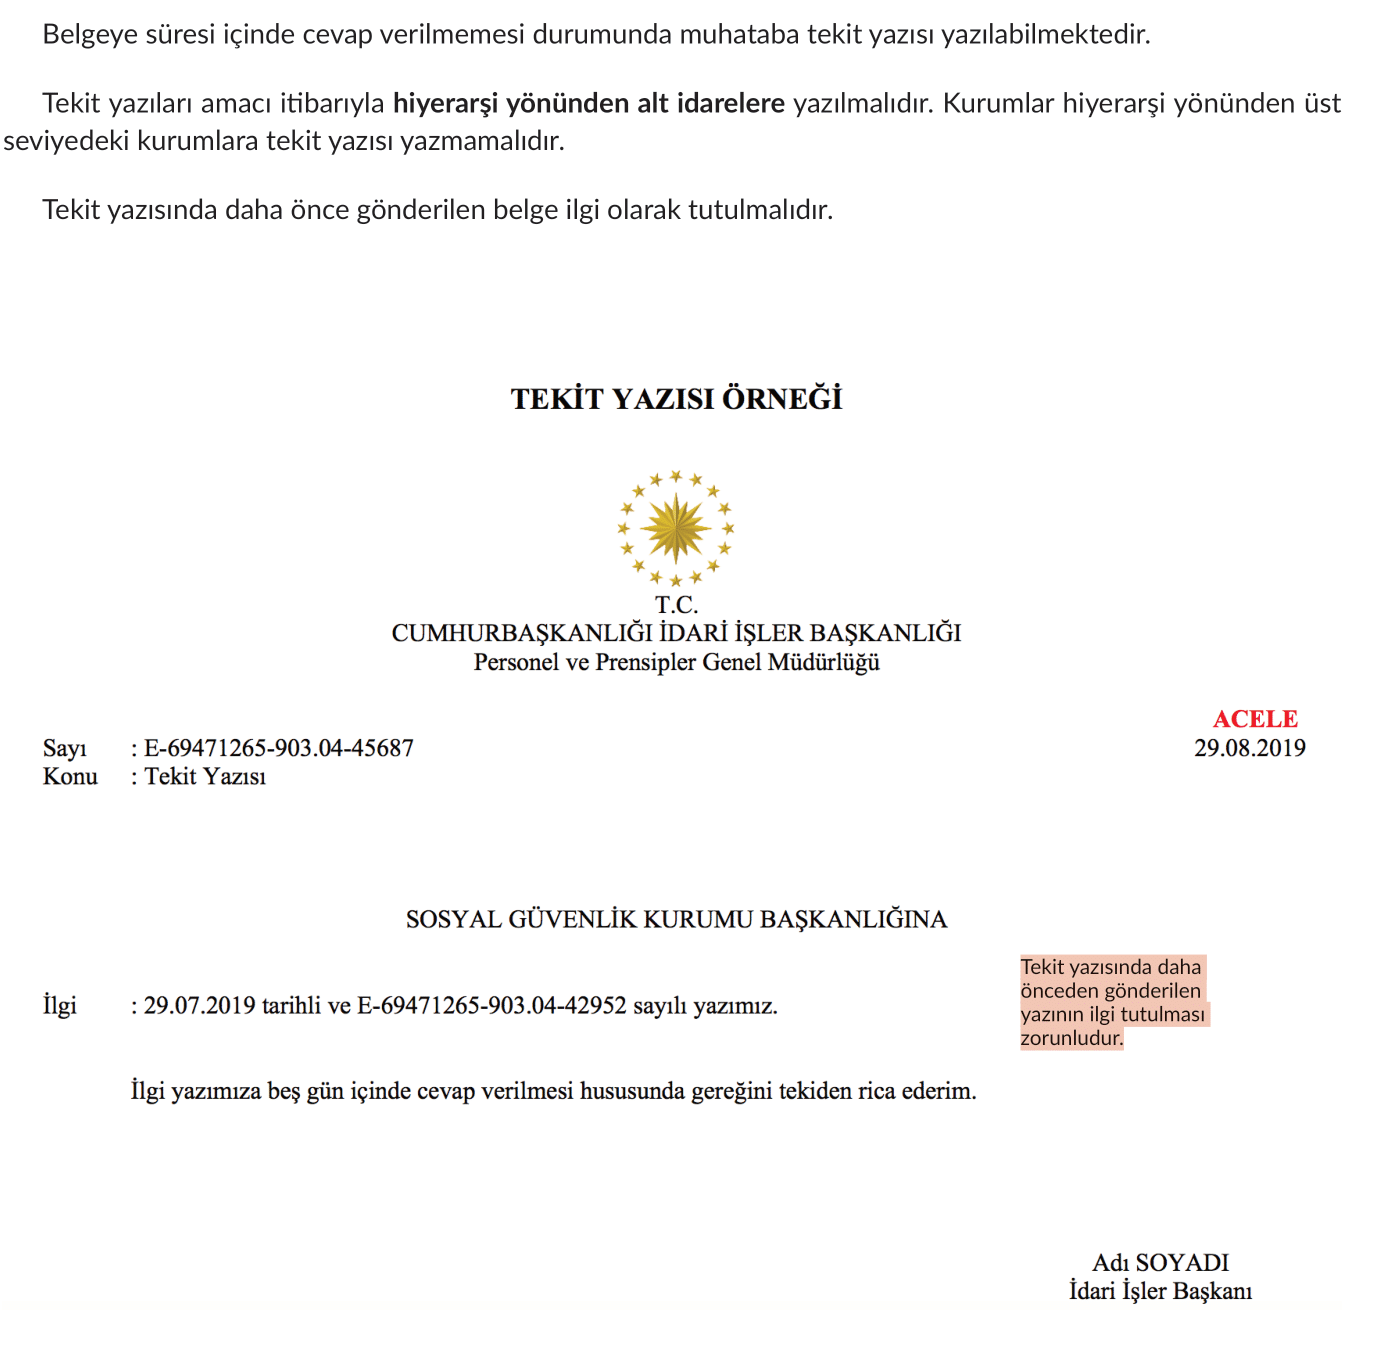 Belgeye süresi içinde cevap verilmemesi durumunda muhataba tekit yazısı yazılabilmektedir.
Tekit yazıları amacı itibarıyla hiyerarşi yönünden alt idarelere yazılmalıdır. Kurumlar hiyerarşi yönünden üst
seviyedeki kurumlara tekit yazısı yazmamalıdır.
Tekit yazısında daha önce gönderilen belge ilgi olarak tutulmalıdır.
TEKİT YAZISI ÖRNEĞİ
T.C.
CUMHURBAŞKANLIĞI İDARİ İŞLER BAŞKANLIĞI
Personel ve Prensipler Genel Müdürlüğü
ACELE
Sayı : E-69471265-903.04-45687 29.08.2019
Konu : Tekit Yazısı
SOSYAL GÜVENLİK KURUMU BAŞKANLIĞINA
İlgi : 29.07.2019 tarihli ve E-69471265-903.04-42952 sayılı yazımız.
Tekit yazısında daha
önceden gönderilen
yazının ilgi tutulması
zorunludur.
İlgi yazımıza beş gün içinde cevap verilmesi hususunda gereğini tekiden rica ederim.
Adı SOYADI
İdari İşler Başkanı